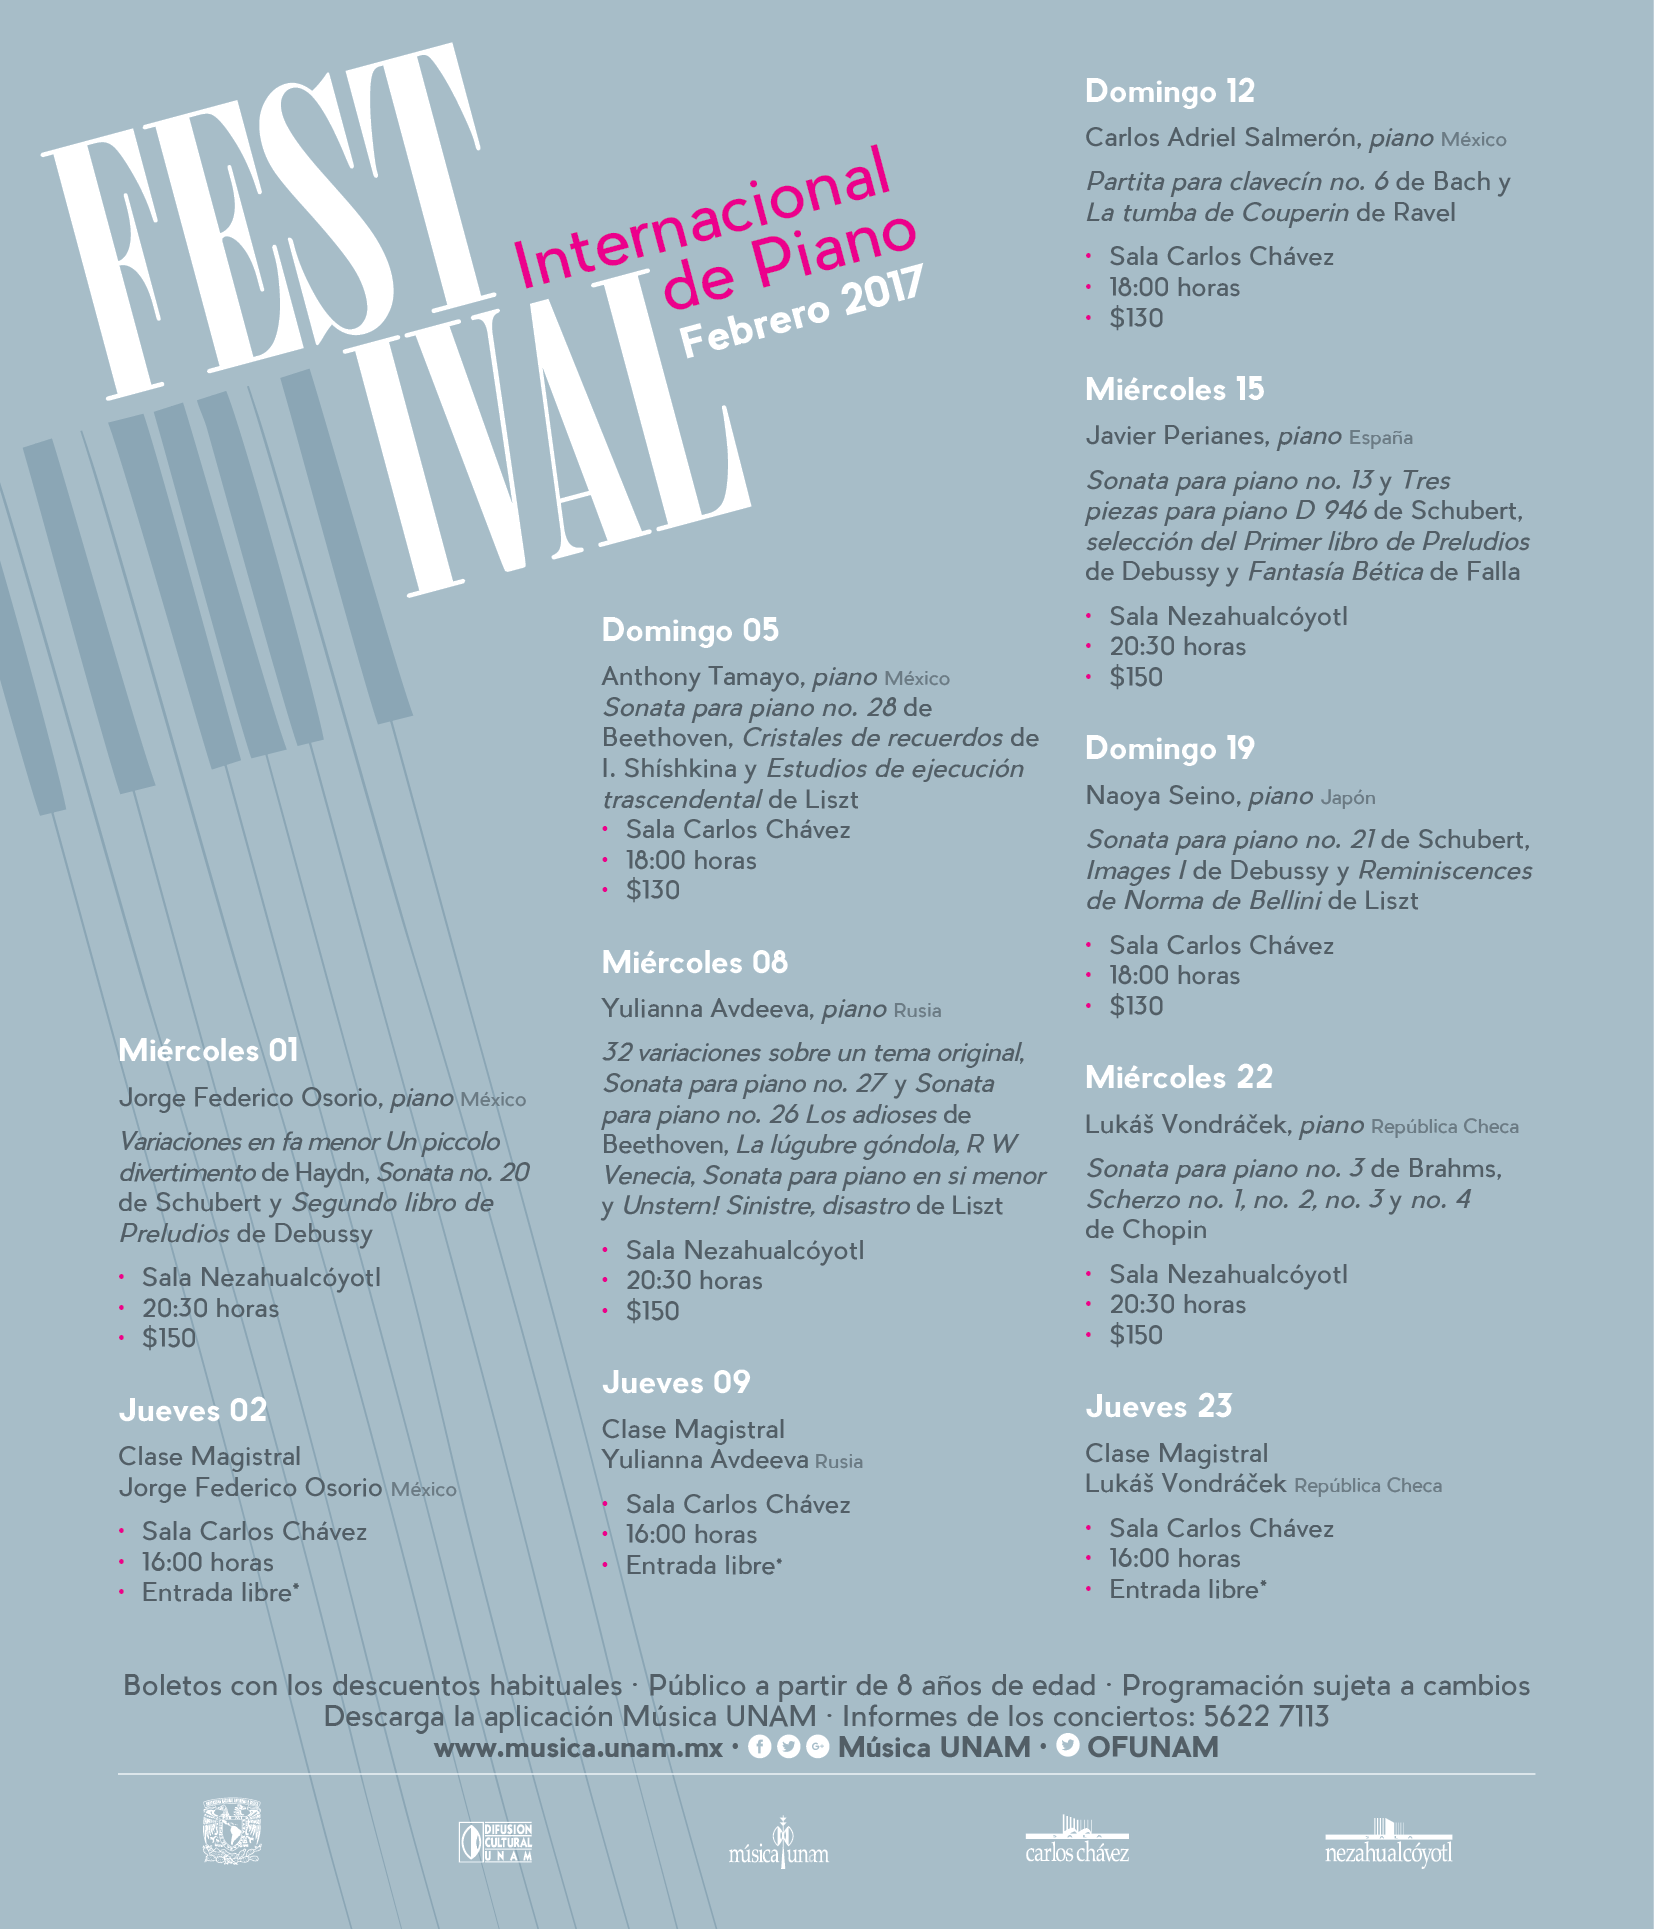 FEST
IVAL
Internacional
de Piano
Febrero 2017
Miércoles 01
Jorge Federico Osorio, piano México
Variaciones en fa menor Un piccolo
divertimento de Haydn, Sonata no. 20
de Schubert y Segundo libro de
Preludios de Debussy
• Sala Nezahualcóyotl
• 20:30 horas
• $150
Jueves 02
Clase Magistral
Jorge Federico Osorio México
• Sala Carlos Chávez
• 16:00 horas
• Entrada libre*
Domingo 05
Anthony Tamayo, piano México
Sonata para piano no. 28 de
Beethoven, Cristales de recuerdos de
I. Shíshkina y Estudios de ejecución
trascendental de Liszt
• Sala Carlos Chávez
• 18:00 horas
• $130
Miércoles 08
Yulianna Avdeeva, piano Rusia
32 variaciones sobre un tema original,
Sonata para piano no. 27 y Sonata
para piano no. 26 Los adioses de
Beethoven, La lúgubre góndola, R W
Venecia, Sonata para piano en si menor
y Unstern! Sinistre, disastro de Liszt
• Sala Nezahualcóyotl
• 20:30 horas
• $150
Jueves 09
Clase Magistral
Yulianna Avdeeva Rusia
• Sala Carlos Chávez
• 16:00 horas
• Entrada libre*
Domingo 12
Carlos Adriel Salmerón, piano México
Partita para clavecín no. 6 de Bach y
La tumba de Couperin de Ravel
• Sala Carlos Chávez
• 18:00 horas
• $130
Miércoles 15
Javier Perianes, piano España
Sonata para piano no. 13 y Tres
piezas para piano D 946 de Schubert,
selección del Primer libro de Preludios
de Debussy y Fantasía Bética de Falla
• Sala Nezahualcóyotl
• 20:30 horas
• $150
Domingo 19
Naoya Seino, piano Japón
Sonata para piano no. 21 de Schubert,
Images I de Debussy y Reminiscences
de Norma de Bellini de Liszt
• Sala Carlos Chávez
• 18:00 horas
• $130
Miércoles 22
Lukáš Vondráček, piano República Checa
Sonata para piano no. 3 de Brahms,
Scherzo no. 1, no. 2, no. 3 y no. 4
de Chopin
• Sala Nezahualcóyotl
• 20:30 horas
• $150
Jueves 23
Clase Magistral
Lukáš Vondráček República Checa
• Sala Carlos Chávez
• 16:00 horas
• Entrada libre*
Boletos con los descuentos habituales · Público a partir de 8 años de edad · Programación sujeta a cambios
Descarga la aplicación Música UNAM · Informes de los conciertos: 5622 7113
www.musica.unam.mx · Música UNAM · OFUNAM
DIFUSION
CULTURAL
UNAM
música unam
SALA
carlos chávez
SALA
nezahualcóyotl